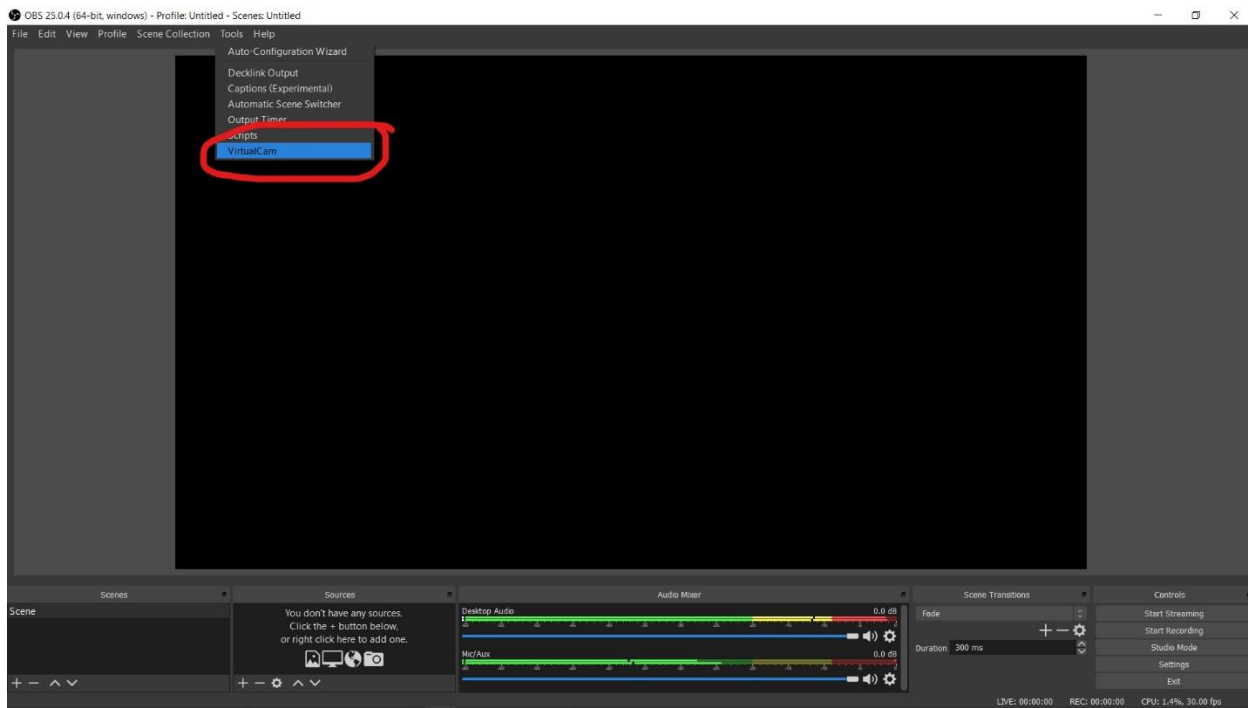 OBS 25.0.4 (64-bit, windows) - Profile: Untitled - Scenes: Untitled
File Edit View Profile Scene Collection Tools Help
Auto-Configuration Wizard
Decklink Output
Captions (Experimental)
Automatic Scene Switcher
Output Timer
Scripts
VirtualCam
Scenes
Scene
Sources
You don't have any sources.
Click the + button below,
or right click here to add one.
Audio Mixer
Desktop Audio 0.0 dB
Mic/Aux 0.0 dB
Scene Transitions
Fade
Duration 300 ms
Controls
Start Streaming
Start Recording
Studio Mode
Settings
Exit
LIVE: 00:00:00 REC: 00:00:00 CPU: 1.4%, 30.00 fps